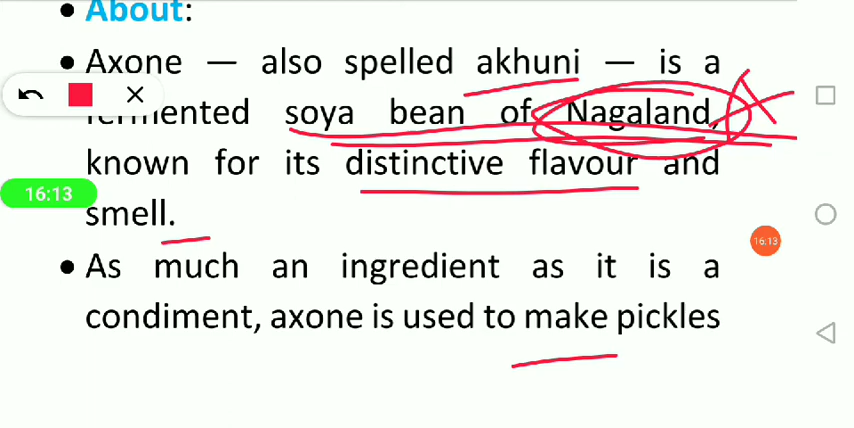 • About:
• Axone — also spelled akhuni — is a
fermented soya bean of Nagaland,
known for its distinctive flavour and
16:13
smell.
16:13
• As much an ingredient as it is a
condiment, axone is used to make pickles